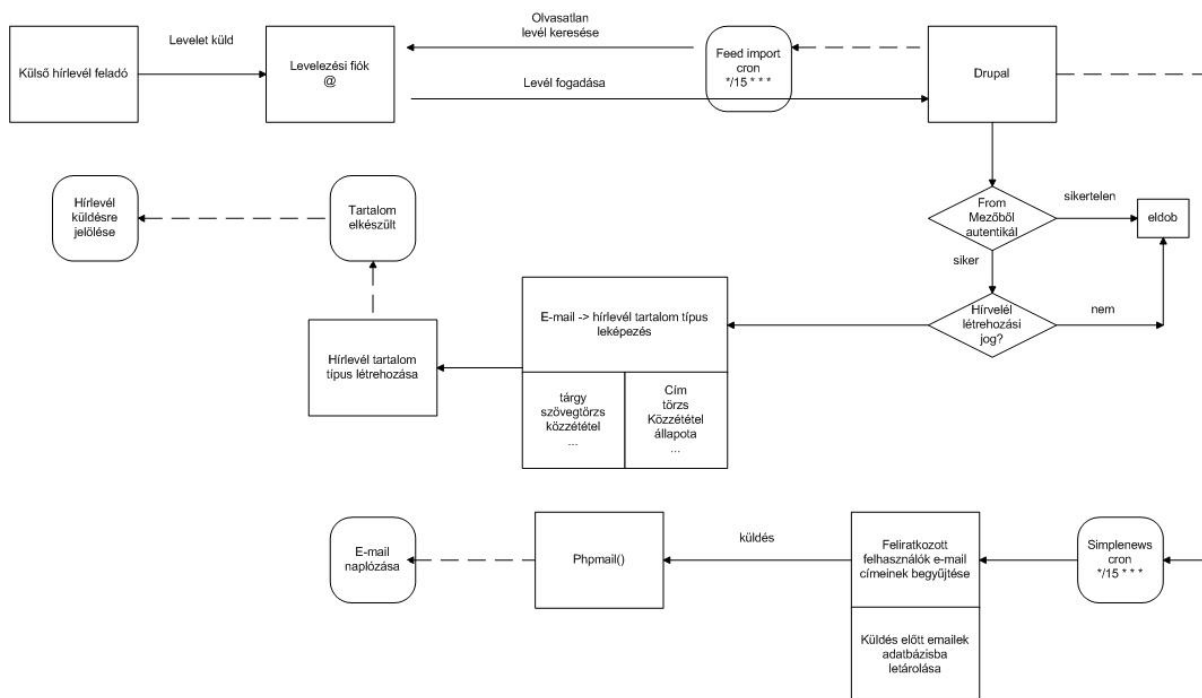 Külső hírlevél feladó
Levelet küld
Levelezési fiók
@
Olvasatlan
levél keresése
Levél fogadása
Feed import
cron
*/15 * * *
Drupal
Hírlevél
küldésre
jelölése
Tartalom
elkészült
From
Mezőből
autentikál
sikertelen
eldob
siker
E-mail -> hírlevél tartalom típus
leképezés
Hírvelél
létrehozási
jog?
nem
Hírlevél tartalom
típus létrehozása
tárgy
szövegtörzs
közzététel
...
Cím
törzs
Közzététel
állapota
...
E-mail
naplózása
Phpmail()
küldés
Feliratkozott
felhasználók e-mail
címeinek begyűjtése
Simplenews
cron
*/15 * * *
Küldés előtt emailek
adatbázisba
letárolása